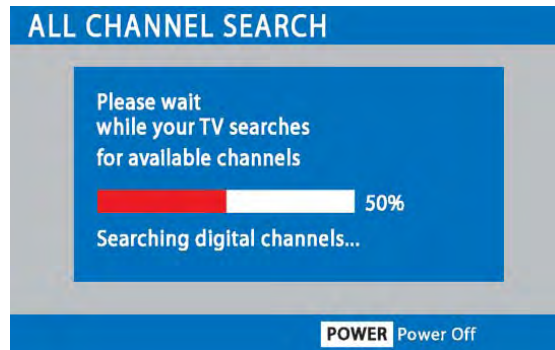 ALL CHANNEL SEARCH
Please wait
while your TV searches
for available channels
50%
Searching digital channels...
POWER Power Off